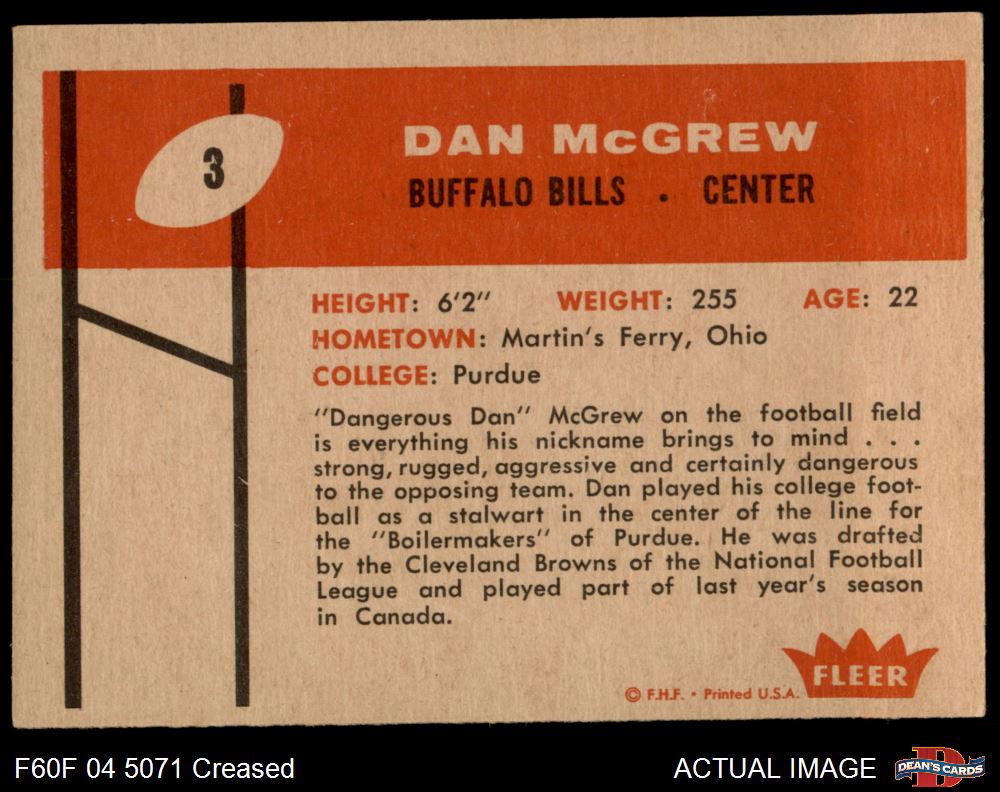 3
DAN McGREW
BUFFALO BILLS . CENTER
HEIGHT: 6'2" WEIGHT: 255 AGE: 22
HOMETOWN: Martin's Ferry, Ohio
COLLEGE: Purdue
"Dangerous Dan" McGrew on the football field
is everything his nickname brings to mind . . .
strong, rugged, aggressive and certainly dangerous
to the opposing team. Dan played his college foot-
ball as a stalwart in the center of the line for
the "Boilermakers" of Purdue. He was drafted
by the Cleveland Browns of the National Football
League and played part of last year's season
in Canada.
FLEER
© F.H.F. • Printed U.S.A.
F60F 04 5071 Creased
ACTUAL IMAGE
D
DEAN'S CARDS